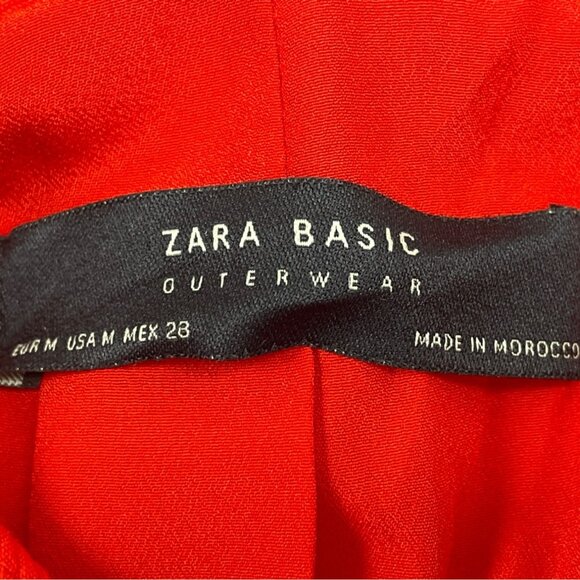 ZARA BASIC
OUTERWEAR
EUR M USA M MEX 28
MADE IN MOROCCO